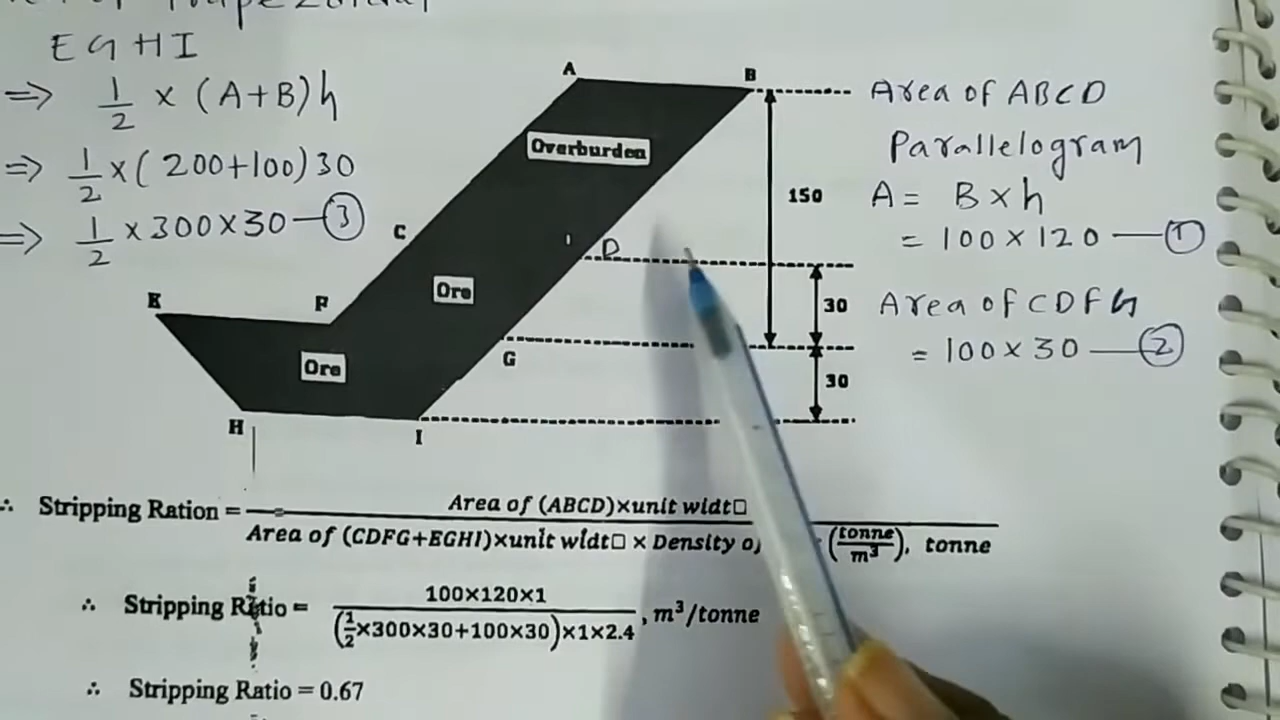 EGHI
⇒ 1/2 × (A+B)h
⇒ 1/2 × (200+100) 30
⇒ 1/2 × 300×30 — ③
A
B
Overburden
C
D
Ore
E
F
Ore
G
H
I
150
30
30
Area of ABCD
Parallelogram
A = B×h
= 100×120 — ①
Area of CDFG
= 100×30 — ②
∴ Stripping Ration = Area of (ABCD)×unit widt□ / Area of (CDFG+EGHI)×unit widt□ × Density o (tonne/m³), tonne
∴ Stripping Ratio = 100×120×1 / (1/2×300×30+100×30)×1×2.4 , m³/tonne
∴ Stripping Ratio = 0.67